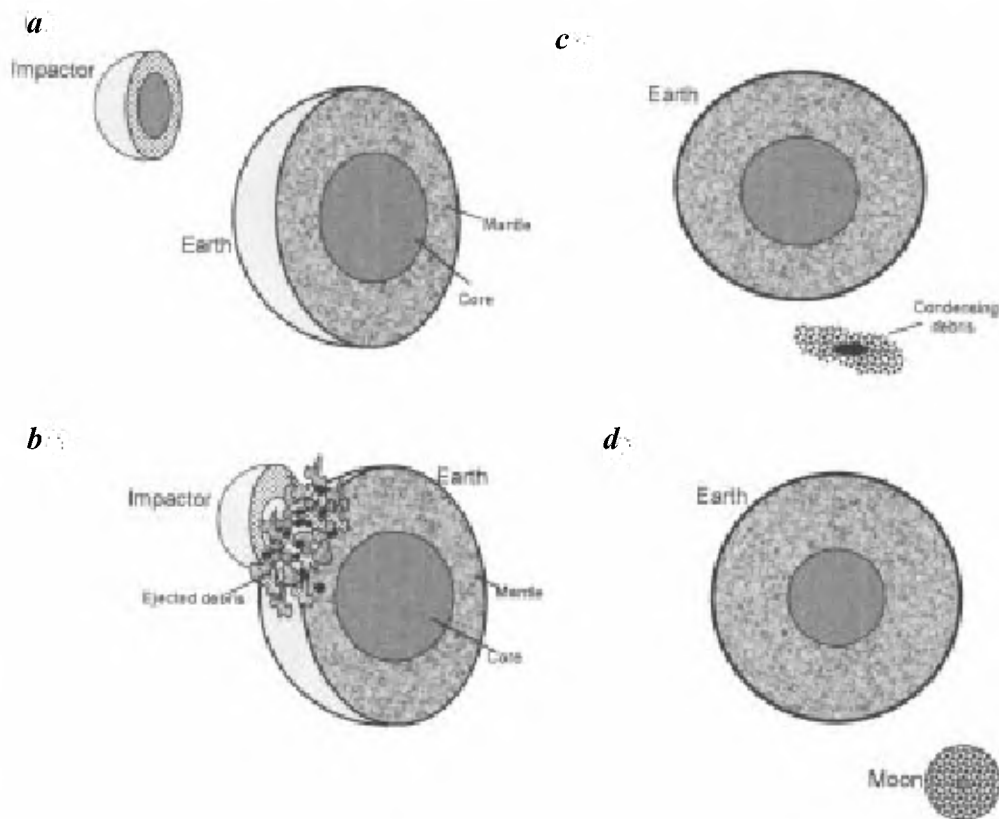 a
Impactor
Earth
Mantle
Core
b
Impactor
Earth
Ejected debris
Mantle
Core
c
Earth
Condensing
debris
d
Earth
Moon